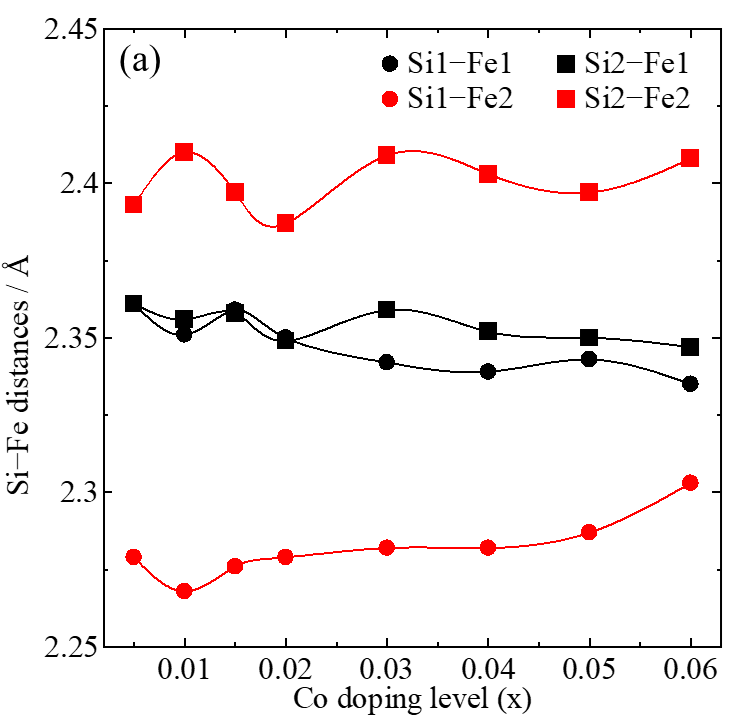 (a)
Si1−Fe1 Si2−Fe1
Si1−Fe2 Si2−Fe2
2.45
2.4
2.35
2.3
2.25
Si−Fe distances / Å
0.01 0.02 0.03 0.04 0.05 0.06
Co doping level (x)